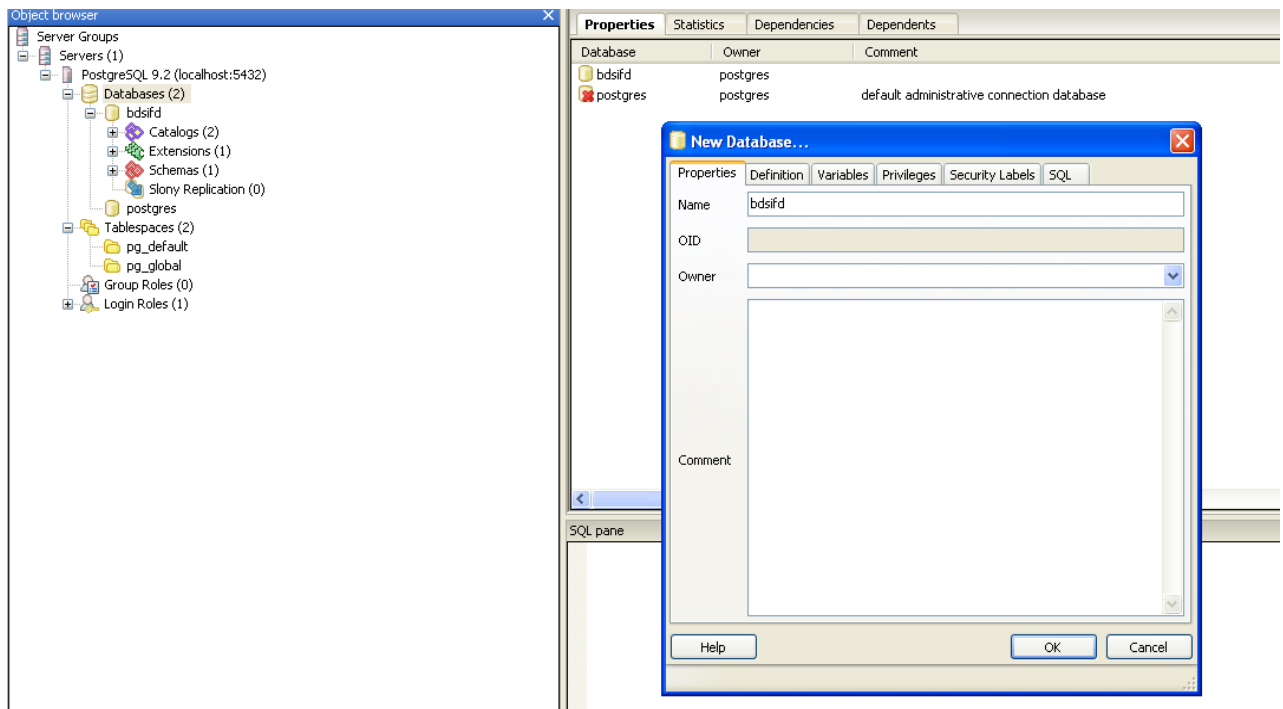 Object browser
Server Groups
Servers (1)
PostgreSQL 9.2 (localhost:5432)
Databases (2)
bdsifd
Catalogs (2)
Extensions (1)
Schemas (1)
Slony Replication (0)
postgres
Tablespaces (2)
pg_default
pg_global
Group Roles (0)
Login Roles (1)
Properties Statistics Dependencies Dependents
Database Owner Comment
bdsifd postgres
postgres postgres default administrative connection database
New Database...
Properties Definition Variables Privileges Security Labels SQL
Name bdsifd
OID
Owner
Comment
Help OK Cancel
SQL pane